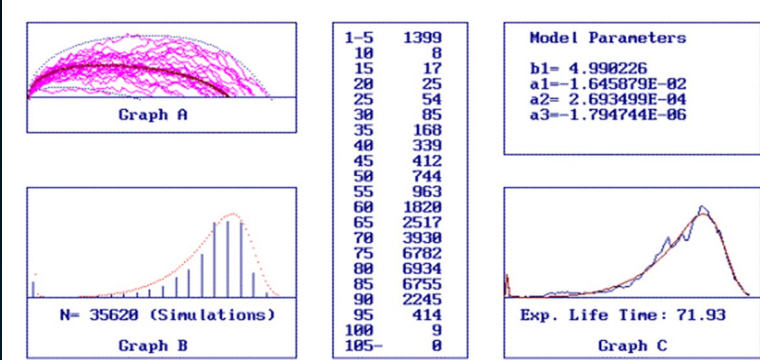 Graph A
1-5 1399
10 8
15 17
20 25
25 54
30 85
35 168
40 339
45 412
50 744
55 963
60 1820
65 2517
70 3930
75 6782
80 6934
85 6755
90 2245
95 414
100 9
105- 0
Model Parameters
b1= 4.990226
a1=-1.645879E-02
a2= 2.693499E-04
a3=-1.794744E-06
N= 35620 (Simulations)
Graph B
Exp. Life Time: 71.93
Graph C